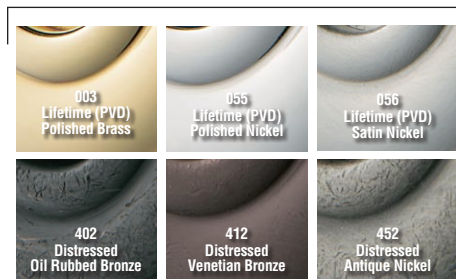 003
Lifetime (PVD)
Polished Brass
055
Lifetime (PVD)
Polished Nickel
056
Lifetime (PVD)
Satin Nickel
402
Distressed
Oil Rubbed Bronze
412
Distressed
Venetian Bronze
452
Distressed
Antique Nickel